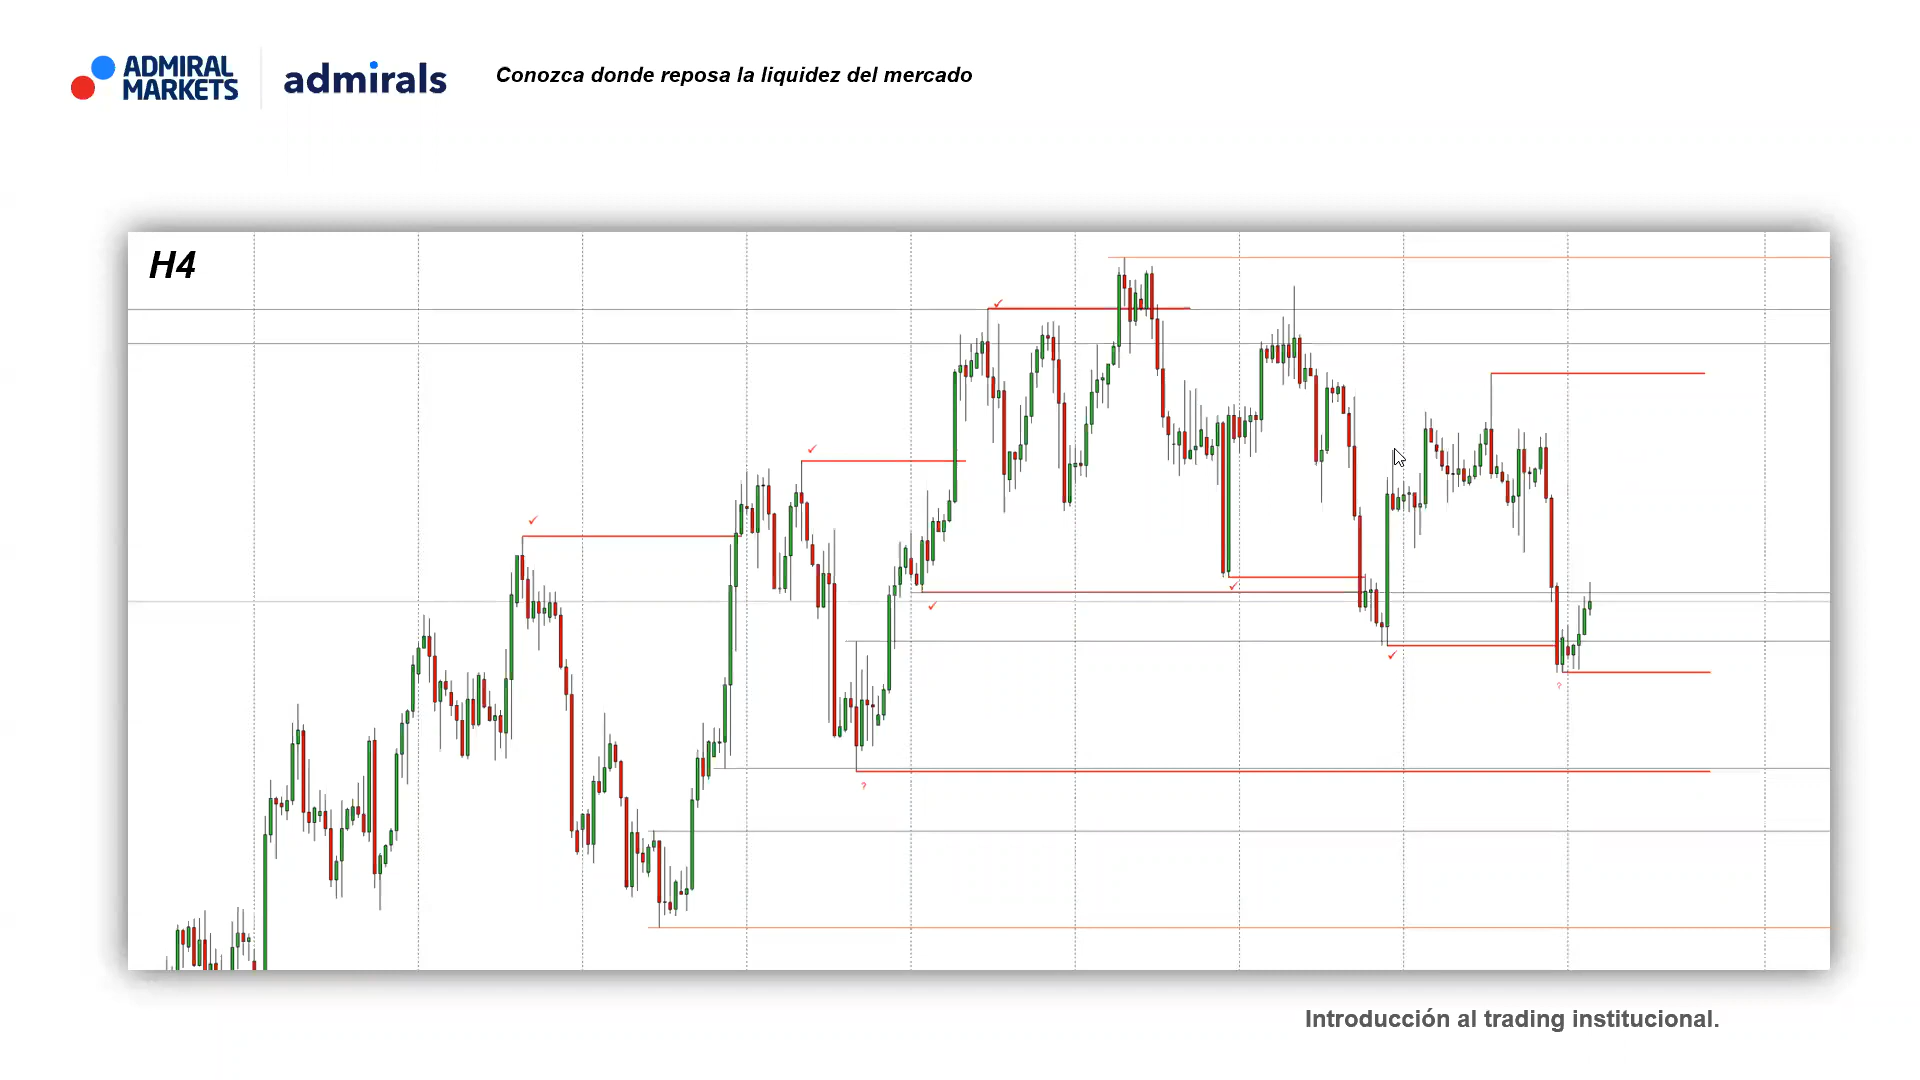 ADMIRAL
MARKETS
admirals
Conozca donde reposa la liquidez del mercado
H4
?
?
Introducción al trading institucional.